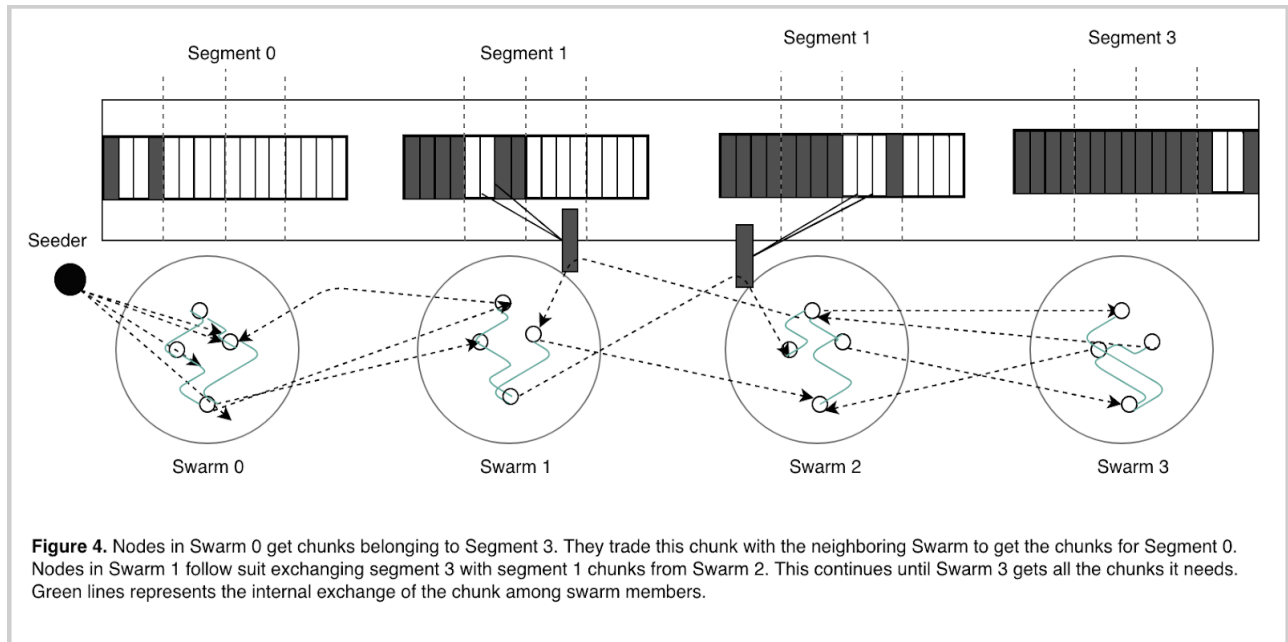 Segment 0
Segment 1
Segment 1
Segment 3
Seeder
Swarm 0
Swarm 1
Swarm 2
Swarm 3
Figure 4. Nodes in Swarm 0 get chunks belonging to Segment 3. They trade this chunk with the neighboring Swarm to get the chunks for Segment 0.
Nodes in Swarm 1 follow suit exchanging segment 3 with segment 1 chunks from Swarm 2. This continues until Swarm 3 gets all the chunks it needs.
Green lines represents the internal exchange of the chunk among swarm members.